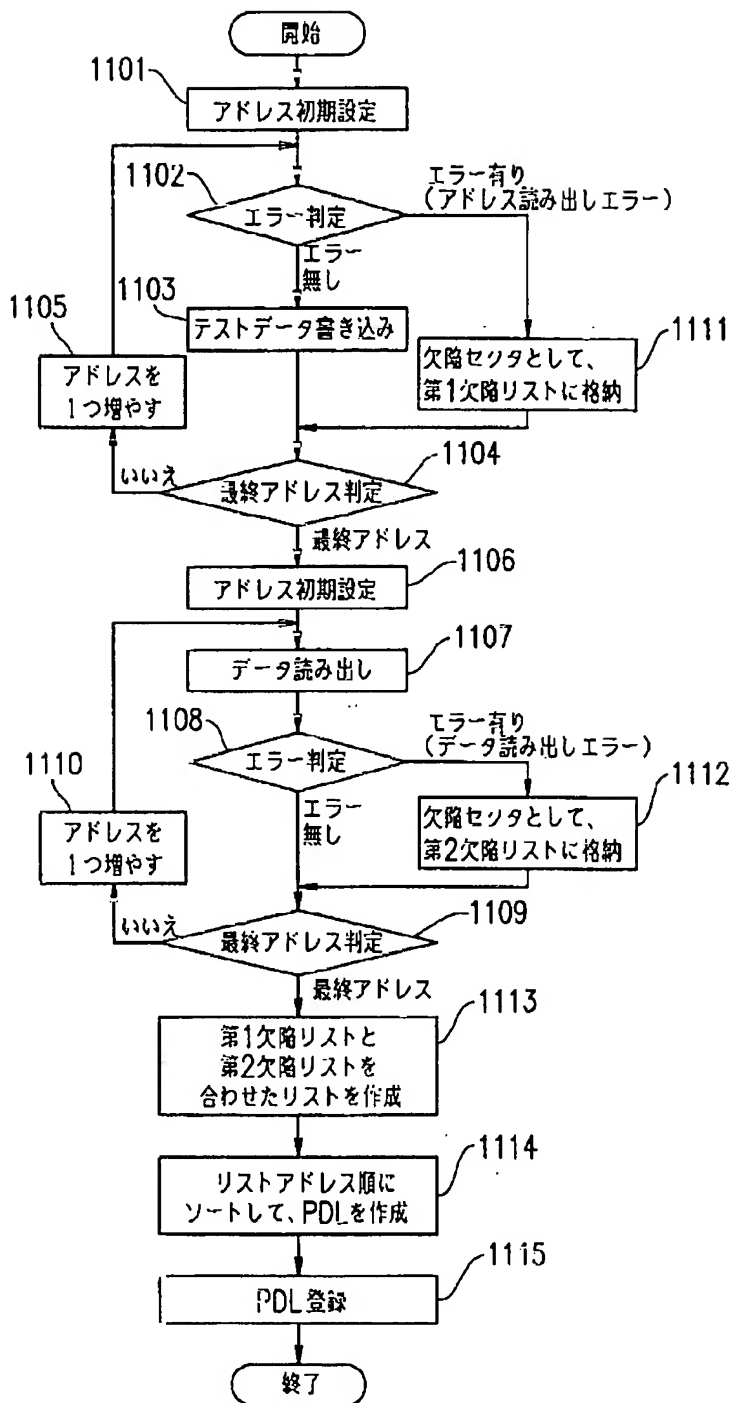 開始
1101
アドレス初期設定
1102
エラー判定
エラー有り
(アドレス読み出しエラー)
エラー
無し
1103
テストデータ書き込み
1105
アドレスを
1つ増やす
1111
欠陥セクタとして、
第1欠陥リストに格納
1104
いいえ
最終アドレス判定
最終アドレス
1106
アドレス初期設定
1107
データ読み出し
1108
エラー判定
エラー有り
(データ読み出しエラー)
エラー
無し
1110
アドレスを
1つ増やす
1112
欠陥セクタとして、
第2欠陥リストに格納
1109
いいえ
最終アドレス判定
最終アドレス
1113
第1欠陥リストと
第2欠陥リストを
合わせたリストを作成
1114
リストアドレス順に
ソートして、PDLを作成
1115
PDL登録
終了